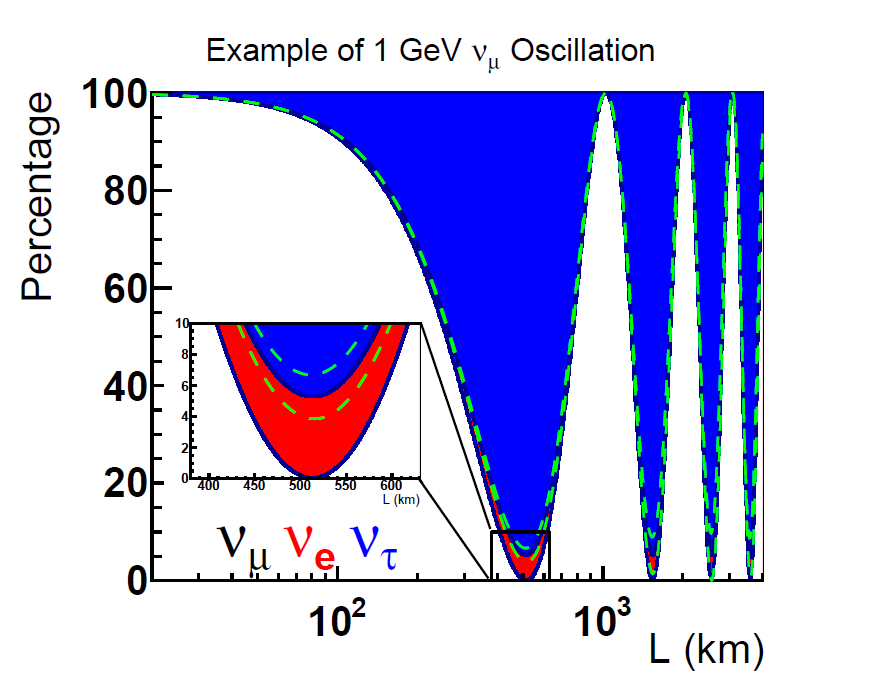 Example of 1 GeV νμ Oscillation
Percentage
100
80
60
40
20
0
10
8
6
4
2
0
400 450 500 550 600
L (km)
νμ νe ντ
10² 10³
L (km)